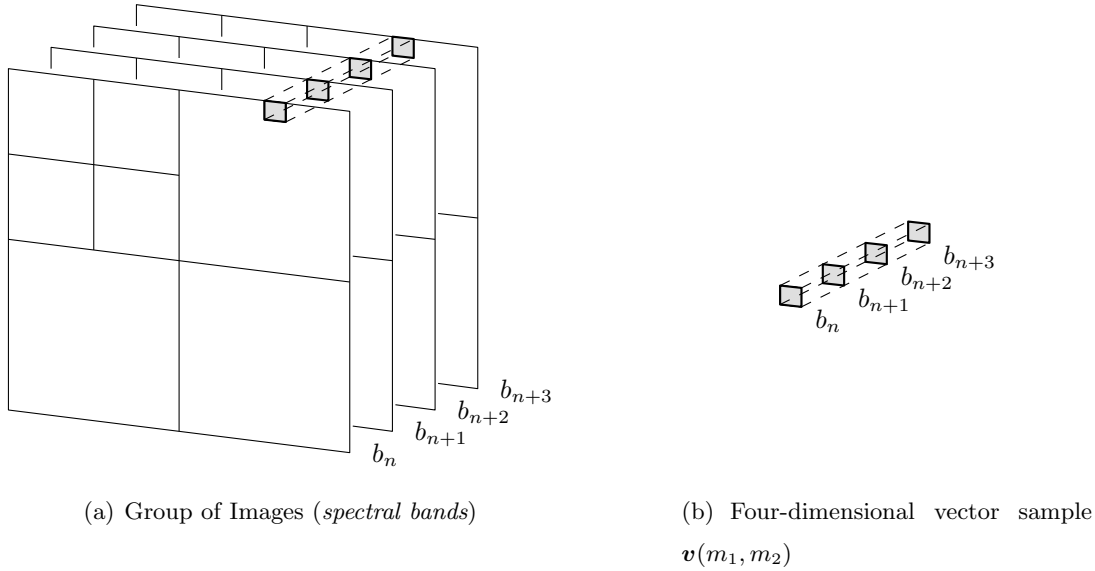 b_{n+3}
b_{n+2}
b_{n+1}
b_n
b_{n+3}
b_{n+2}
b_{n+1}
b_n
(a) Group of Images (spectral bands)
(b) Four-dimensional vector sample
v(m_1, m_2)